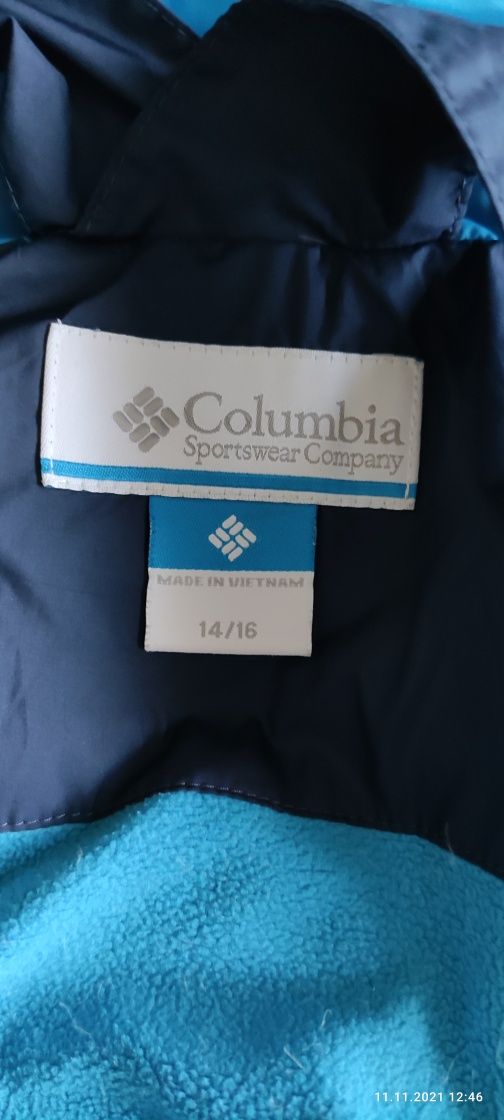 Columbia
Sportswear Company
MADE IN VIETNAM
14/16
11.11.2021 12:46